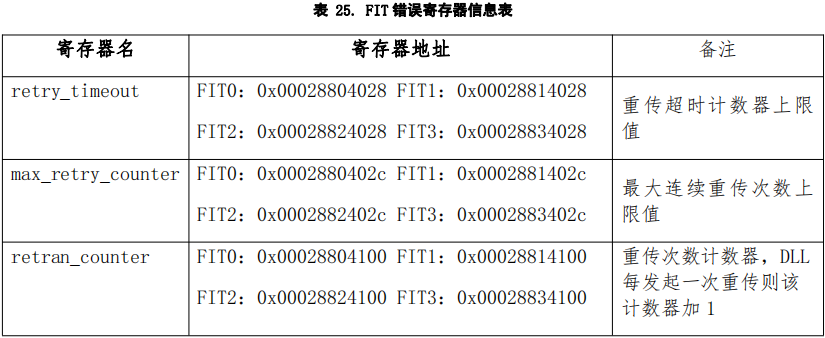 表 25. FIT 错误寄存器信息表
寄存器名 寄存器地址 备注
retry_timeout FIT0: 0x00028804028 FIT1: 0x00028814028
FIT2: 0x00028824028 FIT3: 0x00028834028
重传超时计数器上限
值
max_retry_counter FIT0: 0x0002880402c FIT1: 0x0002881402c
FIT2: 0x0002882402c FIT3: 0x0002883402c
最大连续重传次数上
限值
retran_counter FIT0: 0x00028804100 FIT1: 0x00028814100
FIT2: 0x00028824100 FIT3: 0x00028834100
重传次数计数器，DLL
每发起一次重传则该
计数器加 1